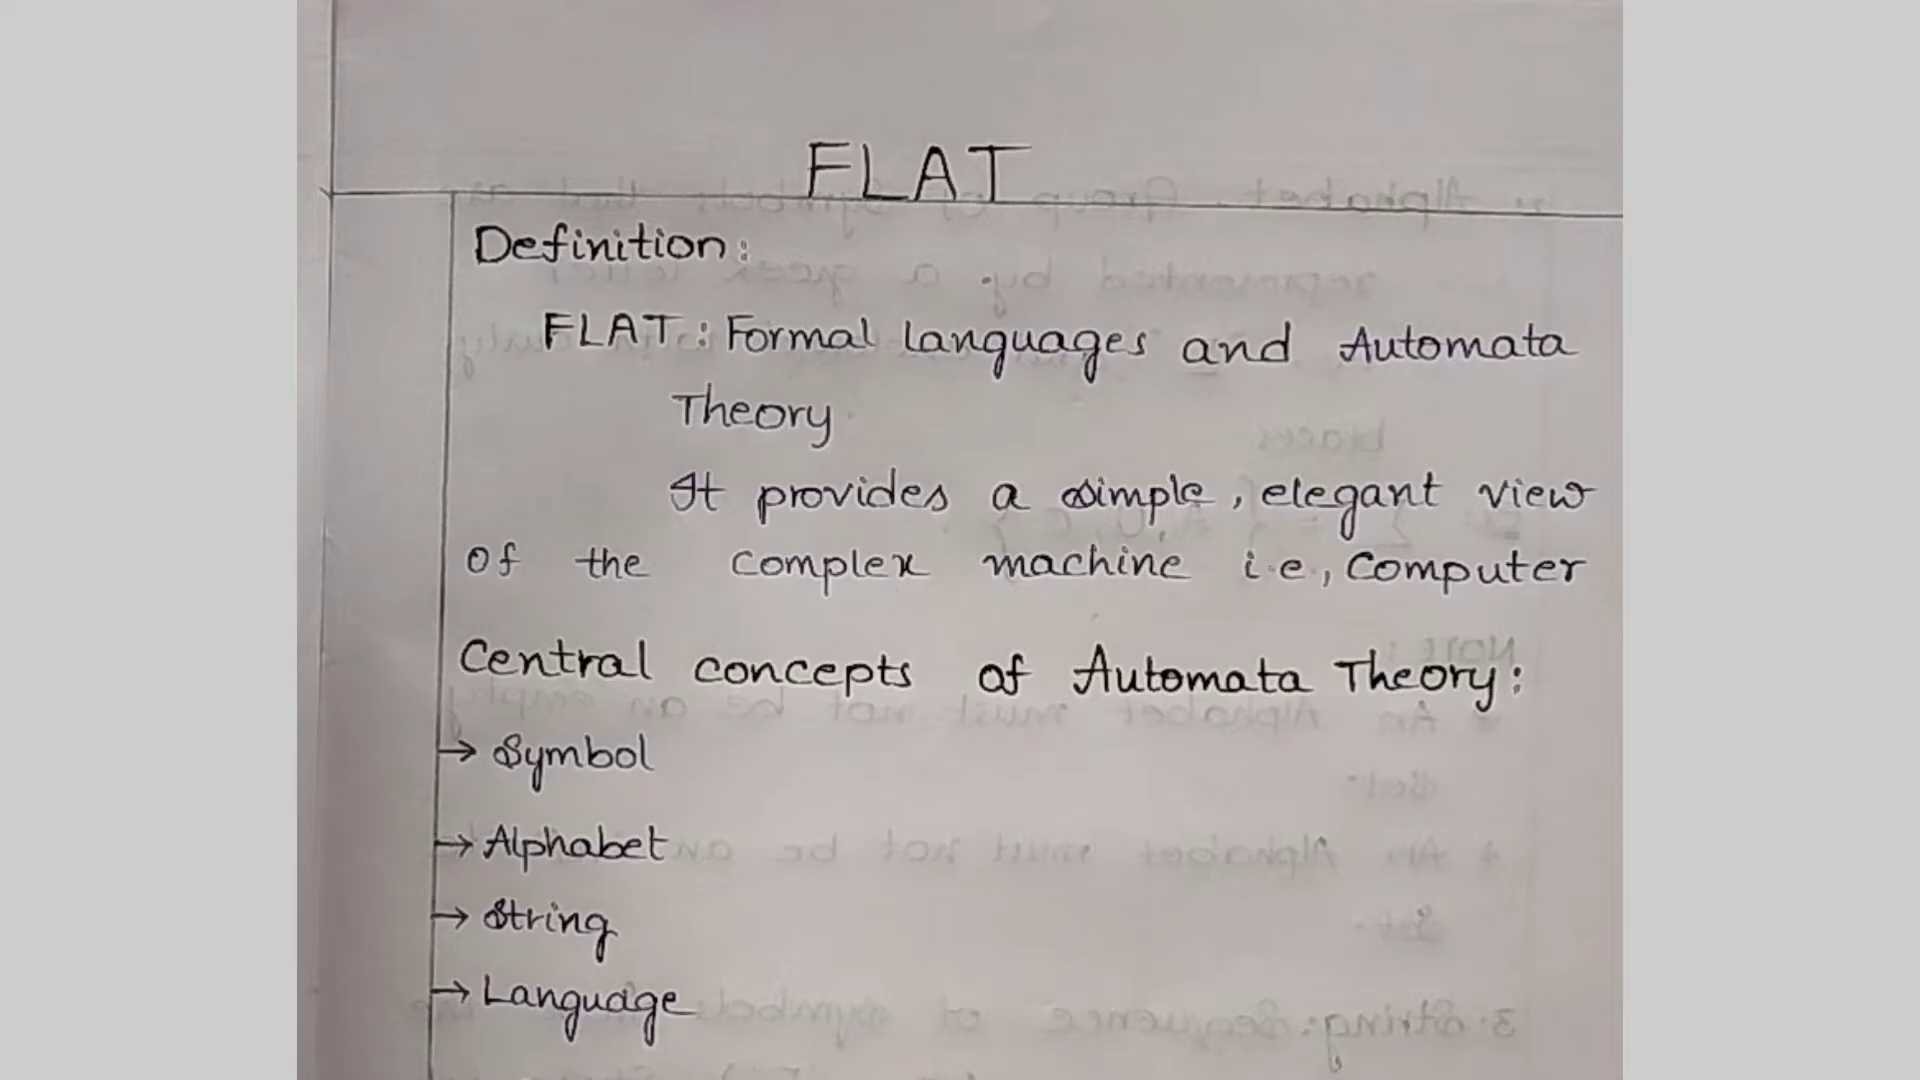 FLAT
Definition:
FLAT: Formal languages and Automata
Theory
It provides a simple, elegant view
of the complex machine i.e., computer
Central concepts of Automata Theory:
→ Symbol
→ Alphabet
→ String
→ Language